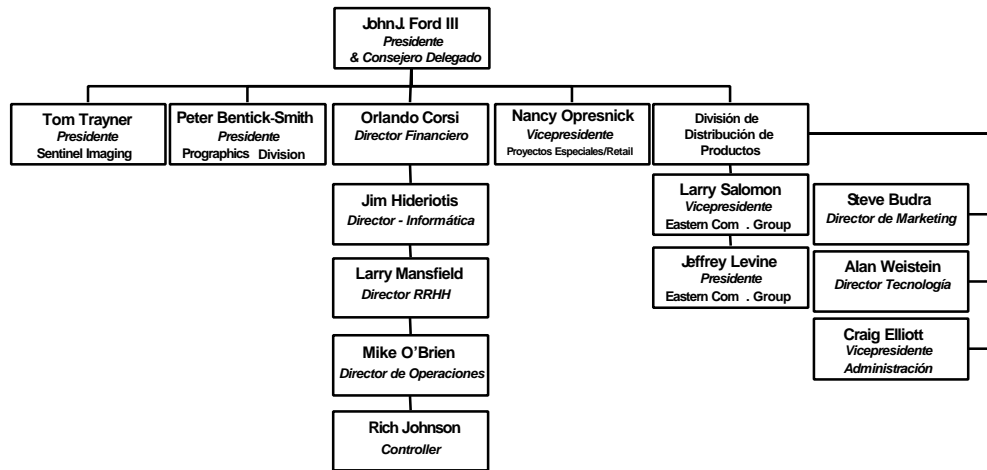 John J. Ford III
Presidente
& Consejero Delegado
Tom Trayner
Presidente
Sentinel Imaging
Peter Bentick-Smith
Presidente
Prographics Division
Orlando Corsi
Director Financiero
Nancy Opresnick
Vicepresidente
Proyectos Especiales/Retail
División de
Distribución de
Productos
Jim Hideriotis
Director - Informática
Larry Mansfield
Director RRHH
Mike O'Brien
Director de Operaciones
Rich Johnson
Controller
Larry Salomon
Vicepresidente
Eastern Com . Group
Jeffrey Levine
Presidente
Eastern Com . Group
Steve Budra
Director de Marketing
Alan Weistein
Director Tecnología
Craig Elliott
Vicepresidente
Administración